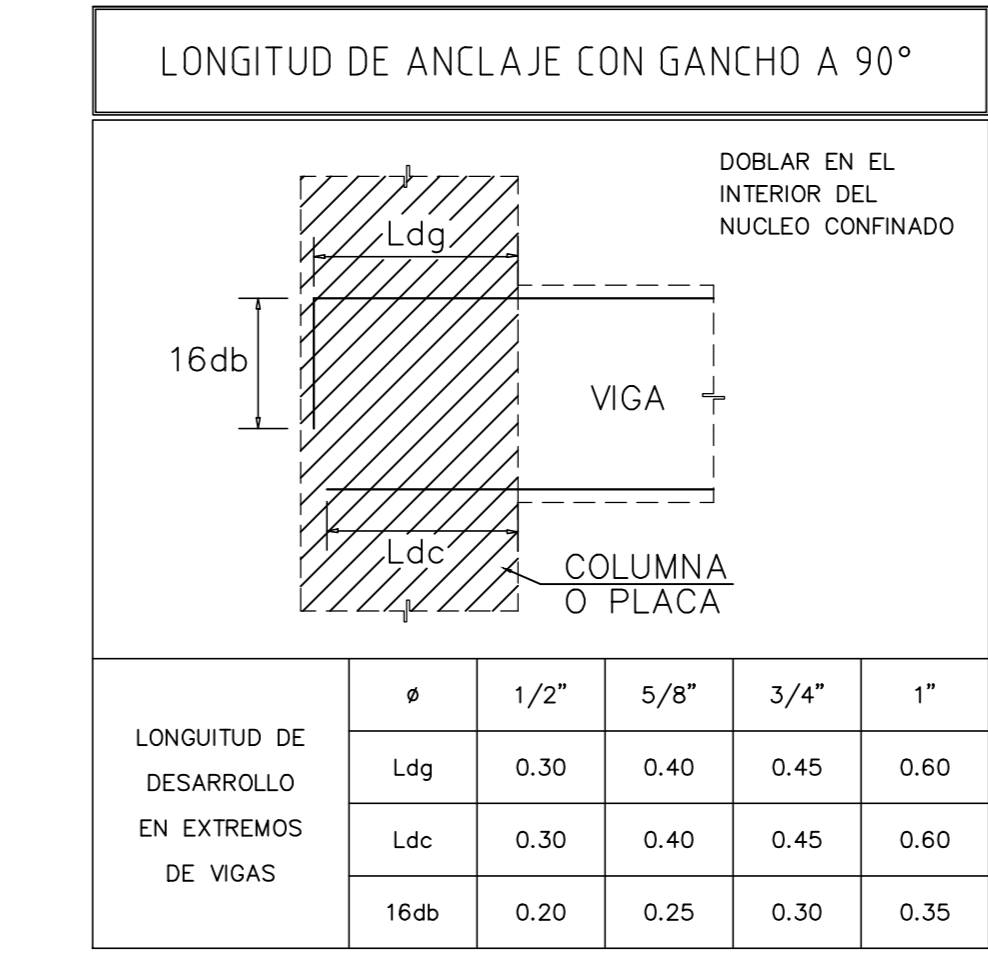 LONGITUD DE ANCLAJE CON GANCHO A 90°
DOBLAR EN EL
INTERIOR DEL
NUCLEO CONFINADO
Ldg
16db
VIGA
Ldc
COLUMNA
O PLACA
LONGUITUD DE
DESARROLLO
EN EXTREMOS
DE VIGAS
ø 1/2" 5/8" 3/4" 1"
Ldg 0.30 0.40 0.45 0.60
Ldc 0.30 0.40 0.45 0.60
16db 0.20 0.25 0.30 0.35